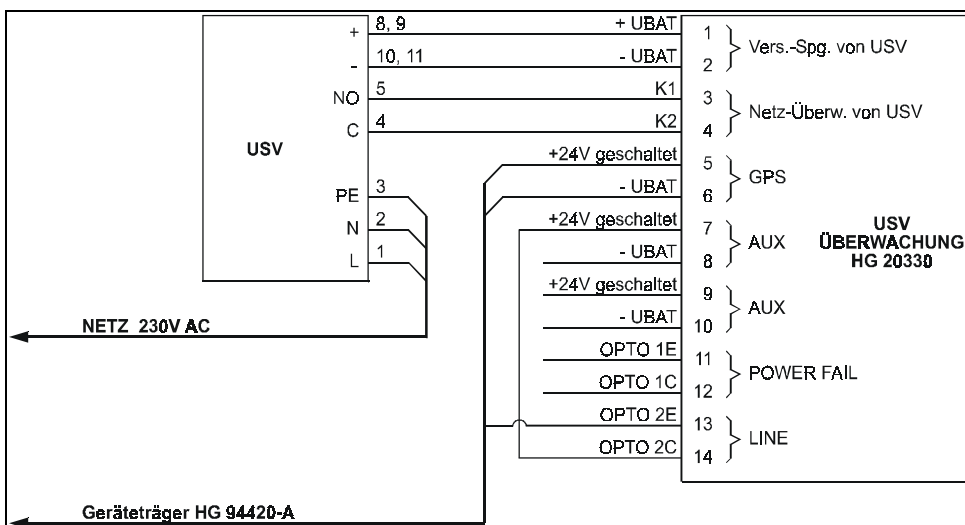 8, 9 + UBAT 1
+ Vers.-Spg. von USV
10, 11 - UBAT 2
-
5 K1 3
NO Netz-Überw. von USV
4 K2 4
C
USV
+24V geschaltet 5
GPS
3 - UBAT 6
PE
2 +24V geschaltet 7
N AUX
1 - UBAT 8
L
USV
ÜBERWACHUNG
HG 20330
+24V geschaltet 9
AUX
- UBAT 10
NETZ 230V AC
OPTO 1E 11
POWER FAIL
OPTO 1C 12
OPTO 2E 13
LINE
OPTO 2C 14
Geräteträger HG 94420-A